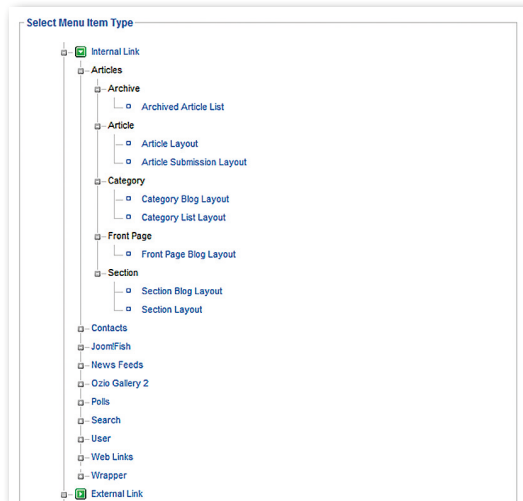 Select Menu Item Type
Internal Link
Articles
Archive
Archived Article List
Article
Article Layout
Article Submission Layout
Category
Category Blog Layout
Category List Layout
Front Page
Front Page Blog Layout
Section
Section Blog Layout
Section Layout
Contacts
Joom!Fish
News Feeds
Ozio Gallery 2
Polls
Search
User
Web Links
Wrapper
External Link